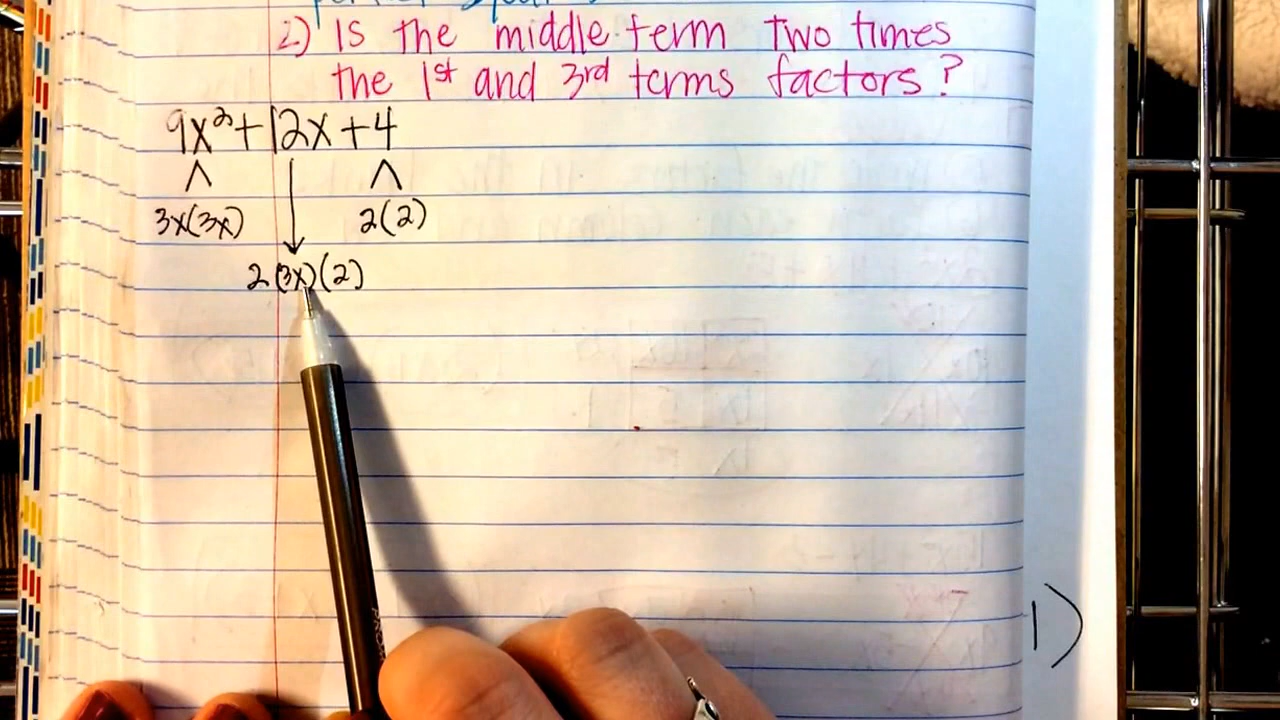 2) Is the middle term two times
the 1st and 3rd terms factors?
9x²+12x+4
3x(3x) 2(2)
2(3x)(2)
1)